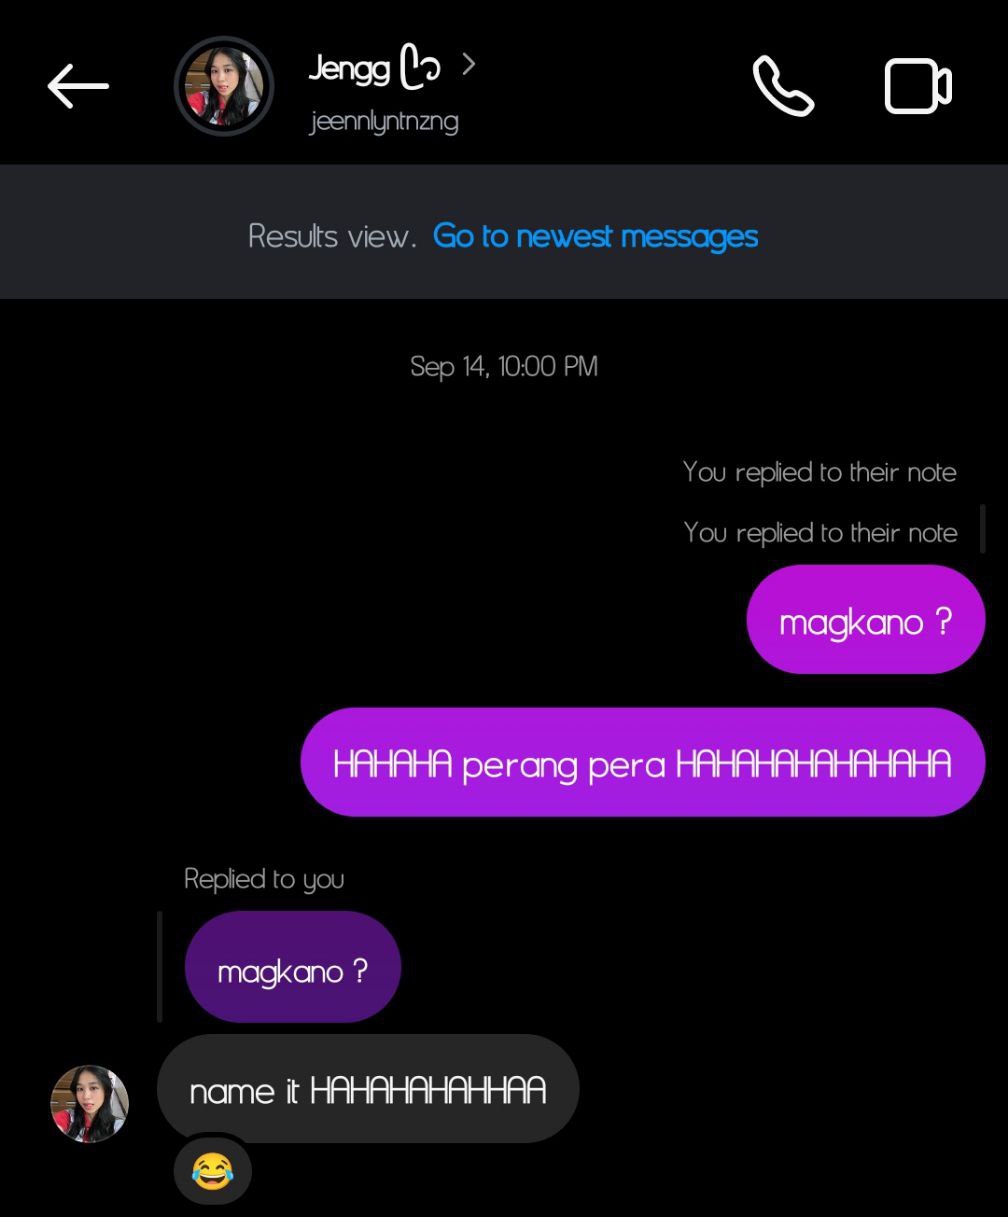 Jengg ღ
jeennlyntnzng
Results view. Go to newest messages
Sep 14, 10:00 PM
You replied to their note
You replied to their note
magkano ?
HAHAHA perang pera HAHAHAHAHAHAHA
Replied to you
magkano ?
name it HAHAHAHAHHAA
😂